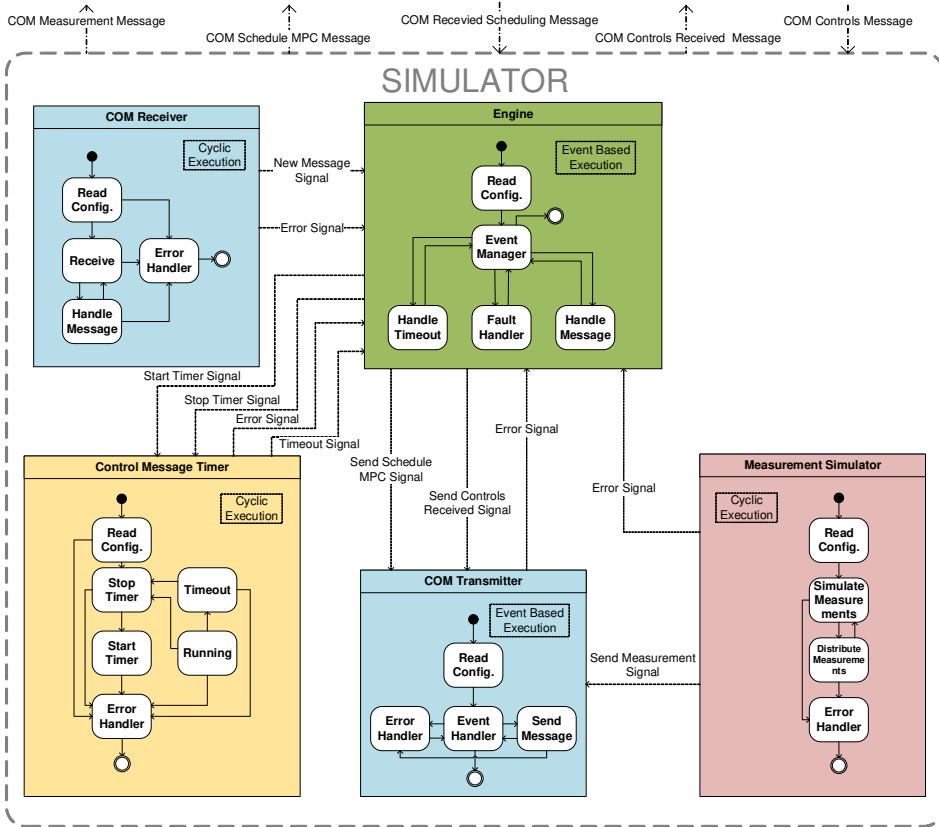 COM Measurement Message
COM Schedule MPC Message
COM Recevied Scheduling Message
COM Controls Received  Message
COM Controls Message
SIMULATOR
COM Receiver
Cyclic
Execution
Read
Config.
Receive
Error
Handler
Handle
Message
New Message
Signal
Error Signal
Engine
Event Based
Execution
Read
Config.
Event
Manager
Handle
Timeout
Fault
Handler
Handle
Message
Start Timer Signal
Stop Timer Signal
Error Signal
Timeout Signal
Send Schedule
MPC Signal
Send Controls
Received Signal
Error Signal
Error Signal
Control Message Timer
Cyclic
Execution
Read
Config.
Stop
Timer
Timeout
Start
Timer
Running
Error
Handler
COM Transmitter
Event Based
Execution
Read
Config.
Error
Handler
Event
Handler
Send
Message
Send Measurement
Signal
Measurement Simulator
Cyclic
Execution
Read
Config.
Simulate
Measure
ments
Distribute
Measureme
nts
Error
Handler